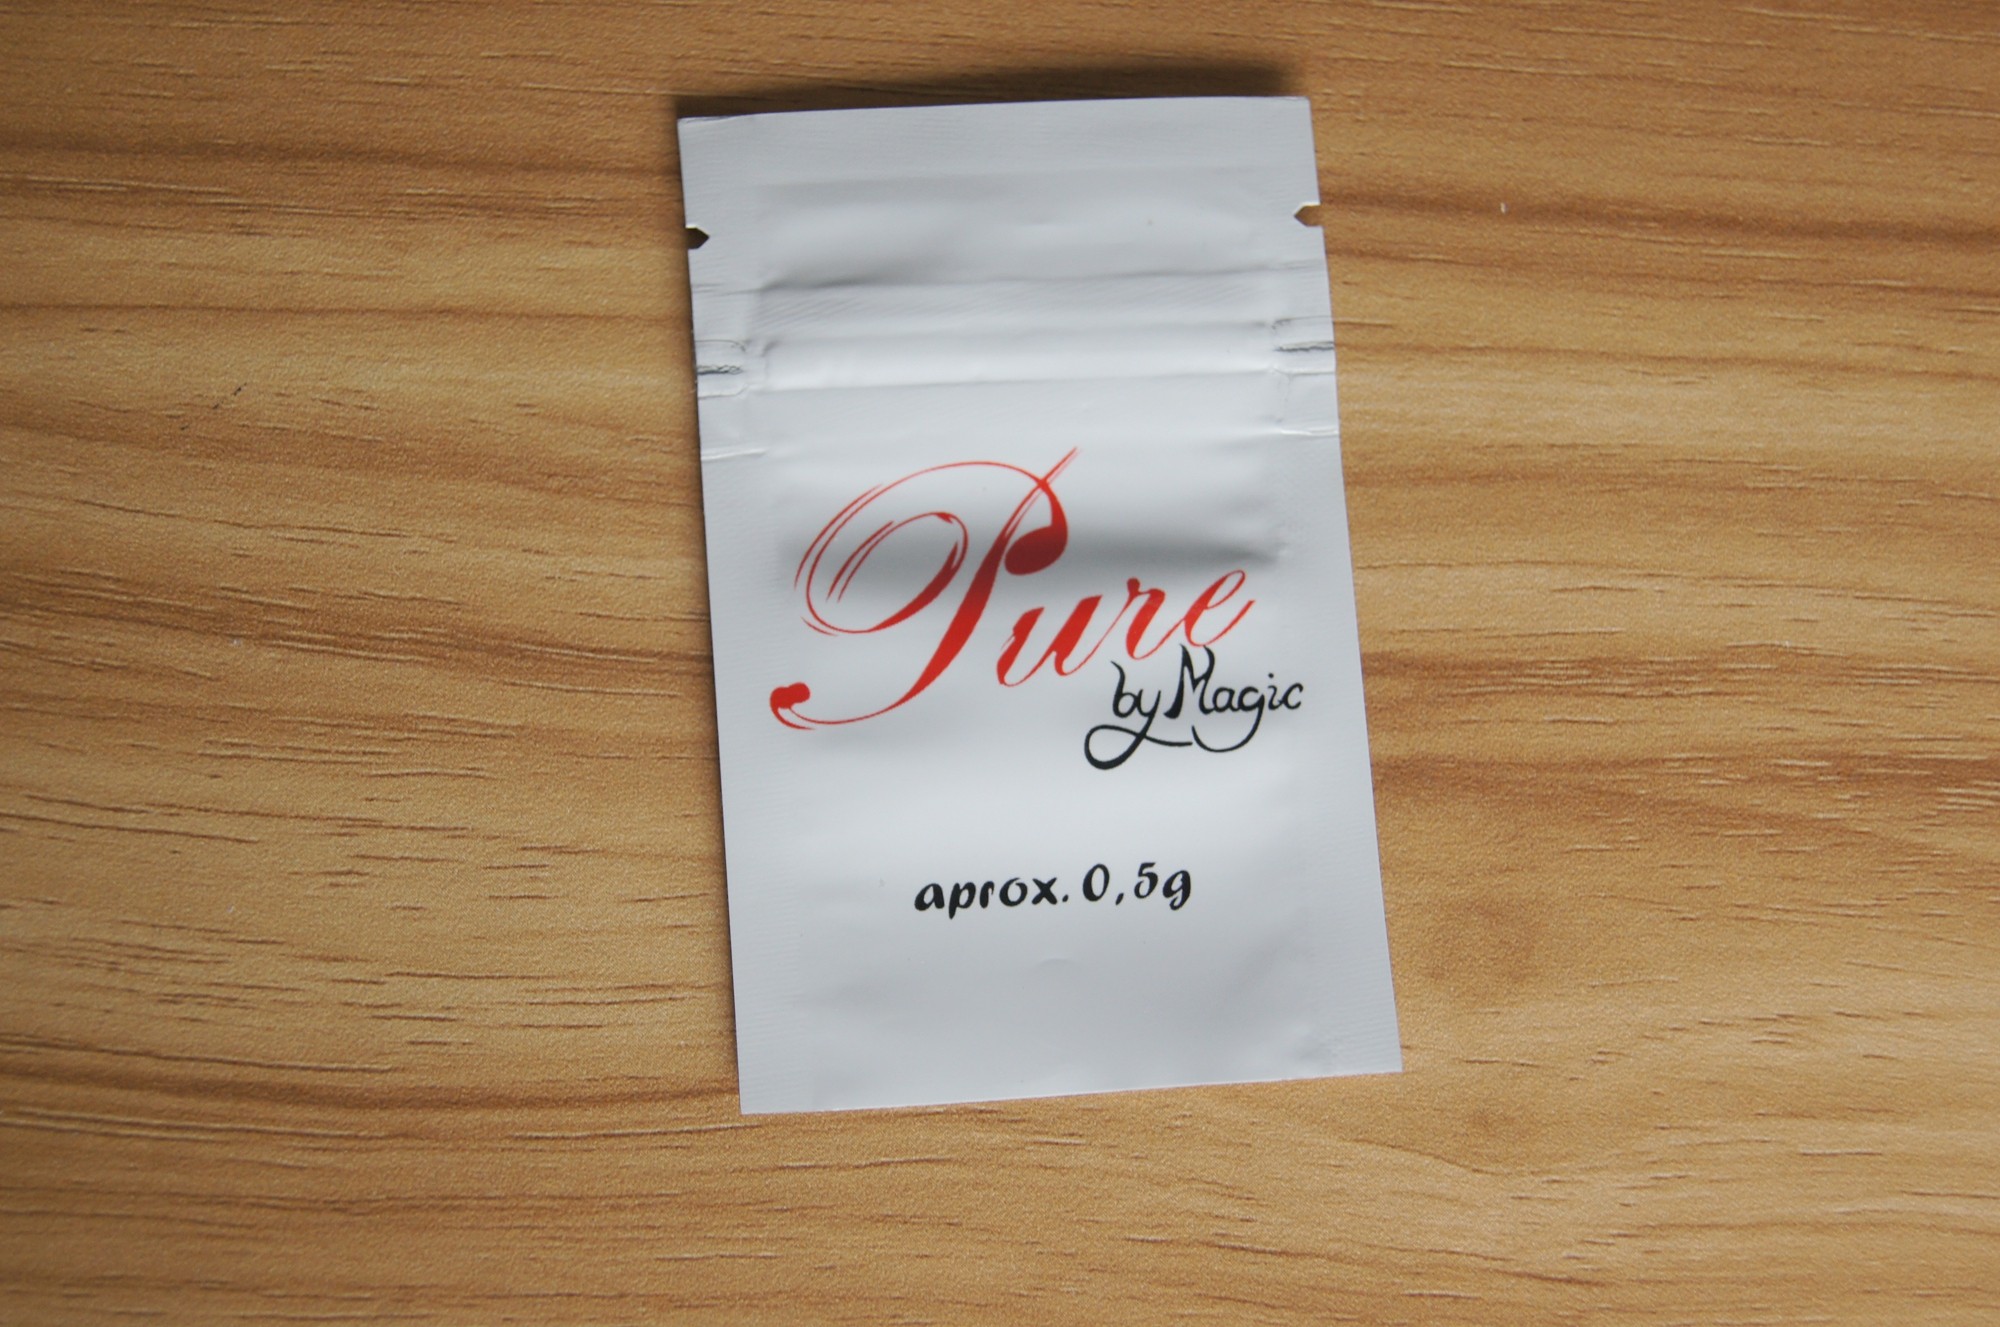 Pure
by Magic
aprox. 0,5g